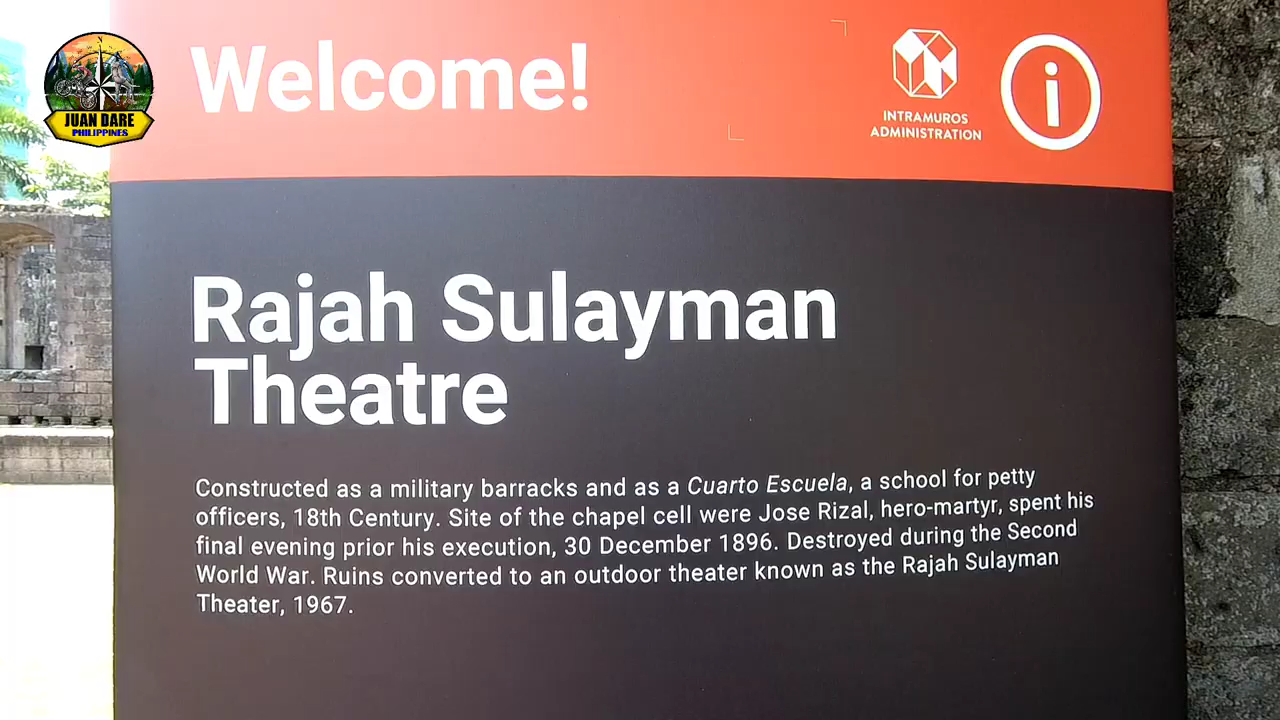 JUAN DARE
PHILIPPINES
Welcome!
INTRAMUROS
ADMINISTRATION
i
Rajah Sulayman
Theatre
Constructed as a military barracks and as a Cuarto Escuela, a school for petty
officers, 18th Century. Site of the chapel cell were Jose Rizal, hero-martyr, spent his
final evening prior his execution, 30 December 1896. Destroyed during the Second
World War. Ruins converted to an outdoor theater known as the Rajah Sulayman
Theater, 1967.